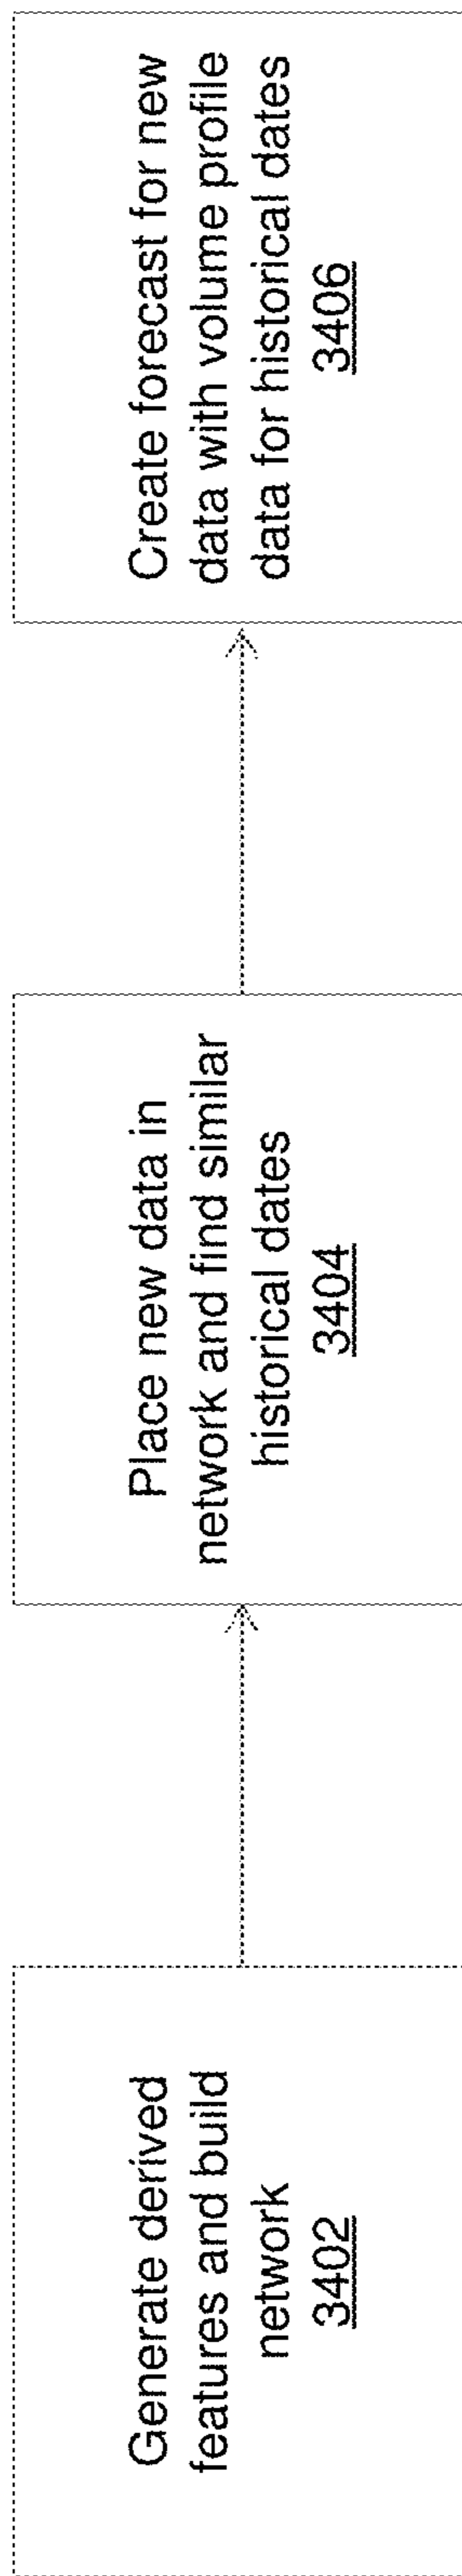 Generate derived
features and build
network
3402
Place new data in
network and find similar
historical dates
3404
Create forecast for new
data with volume profile
data for historical dates
3406